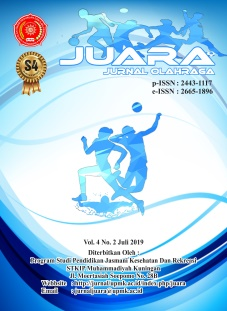 S4
JUARA
JURNAL OLAHRAGA
p-ISSN : 2443-1117
e-ISSN : 2665-1896
Vol. 4 No. 2 Juli 2019
Diterbitkan Oleh :
Program Studi Pendidikan Jasmani Kesehatan Dan Rekreasi
STKIP Muhammadiyah Kuningan
Jl. Moertasiah Soepomo No. 28B
Website : http://jurnal.upmk.ac.id/index.php/juara
Email : jurnaljuara@upmk.ac.id